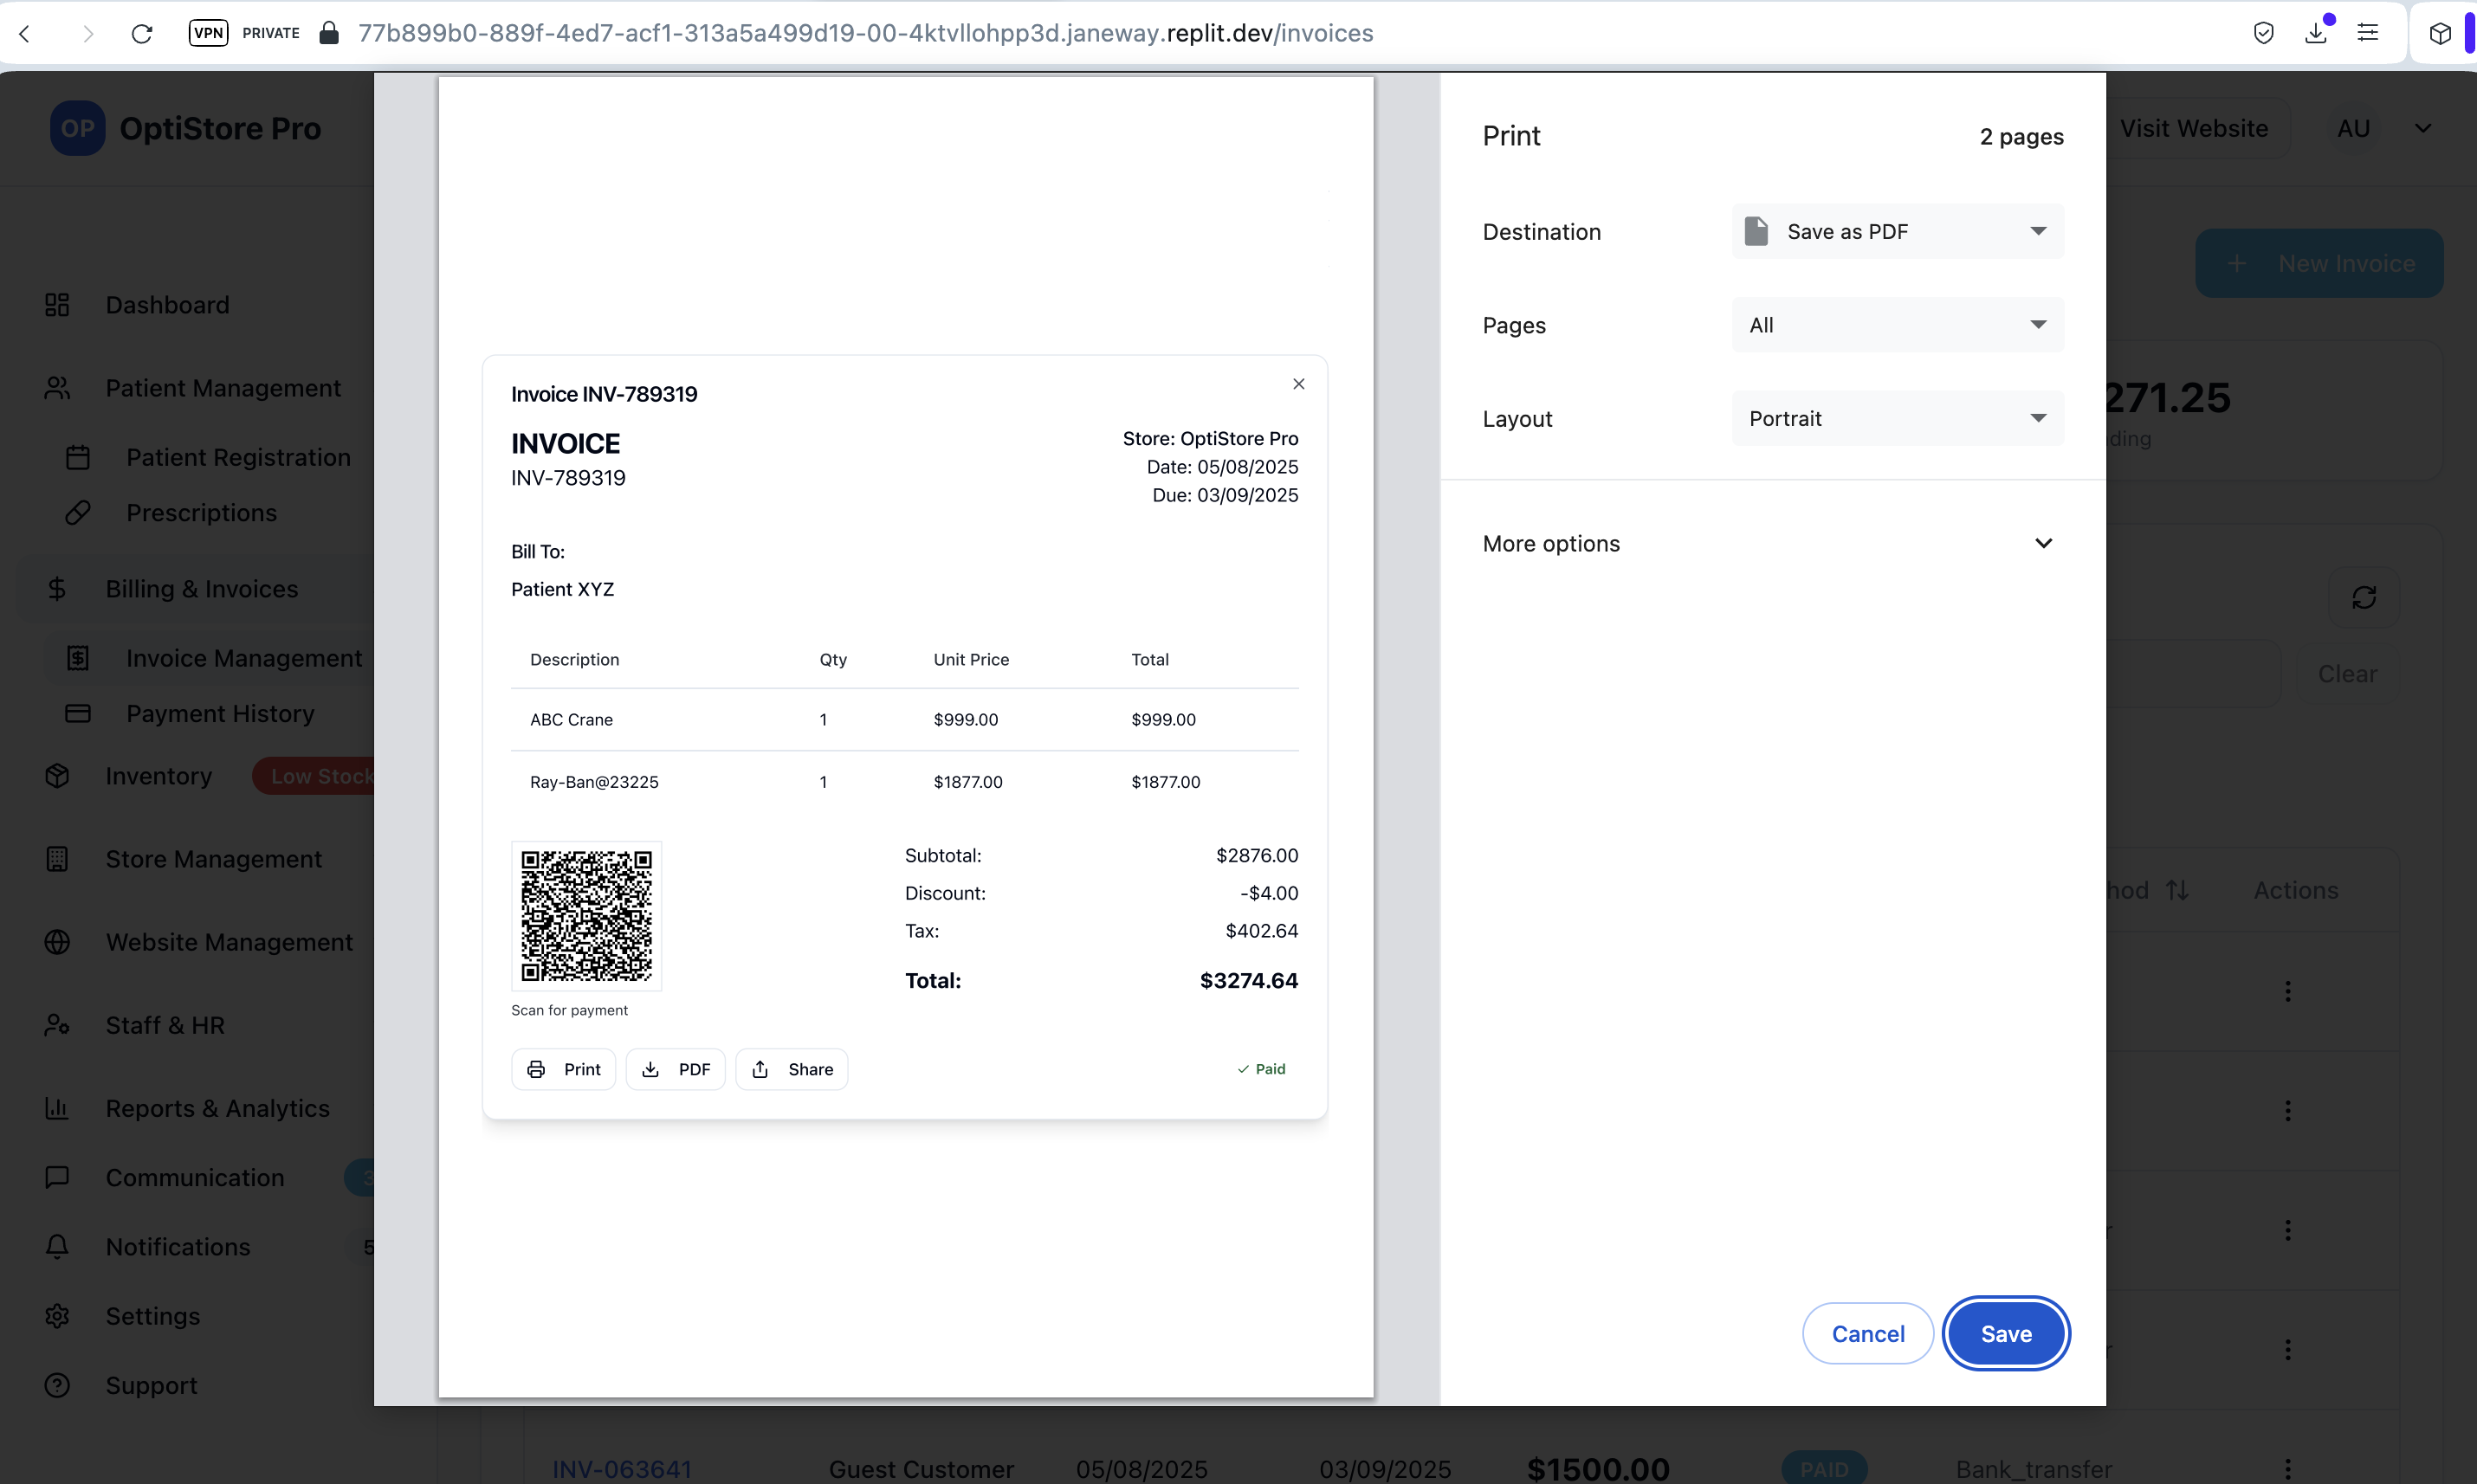 VPN PRIVATE 77b899b0-889f-4ed7-acf1-313a5a499d19-00-4ktvllohpp3d.janeway.replit.dev/invoices
OP OptiStore Pro
Visit Website AU
Dashboard
Patient Management
Patient Registration
Prescriptions
Billing & Invoices
Invoice Management
Payment History
Inventory Low Stock
Store Management
Website Management
Staff & HR
Reports & Analytics
Communication 3
Notifications 5
Settings
Support
Invoice INV-789319
INVOICE
INV-789319
Store: OptiStore Pro
Date: 05/08/2025
Due: 03/09/2025
Bill To:
Patient XYZ
Description Qty Unit Price Total
ABC Crane 1 $999.00 $999.00
Ray-Ban@23225 1 $1877.00 $1877.00
Scan for payment
Subtotal: $2876.00
Discount: -$4.00
Tax: $402.64
Total: $3274.64
Print PDF Share Paid
Print 2 pages
Destination Save as PDF
Pages All
Layout Portrait
More options
Cancel Save
+ New Invoice
271.25
ding
Clear
hod Actions
INV-063641 Guest Customer 05/08/2025 03/09/2025 $1500.00 PAID Bank_transfer